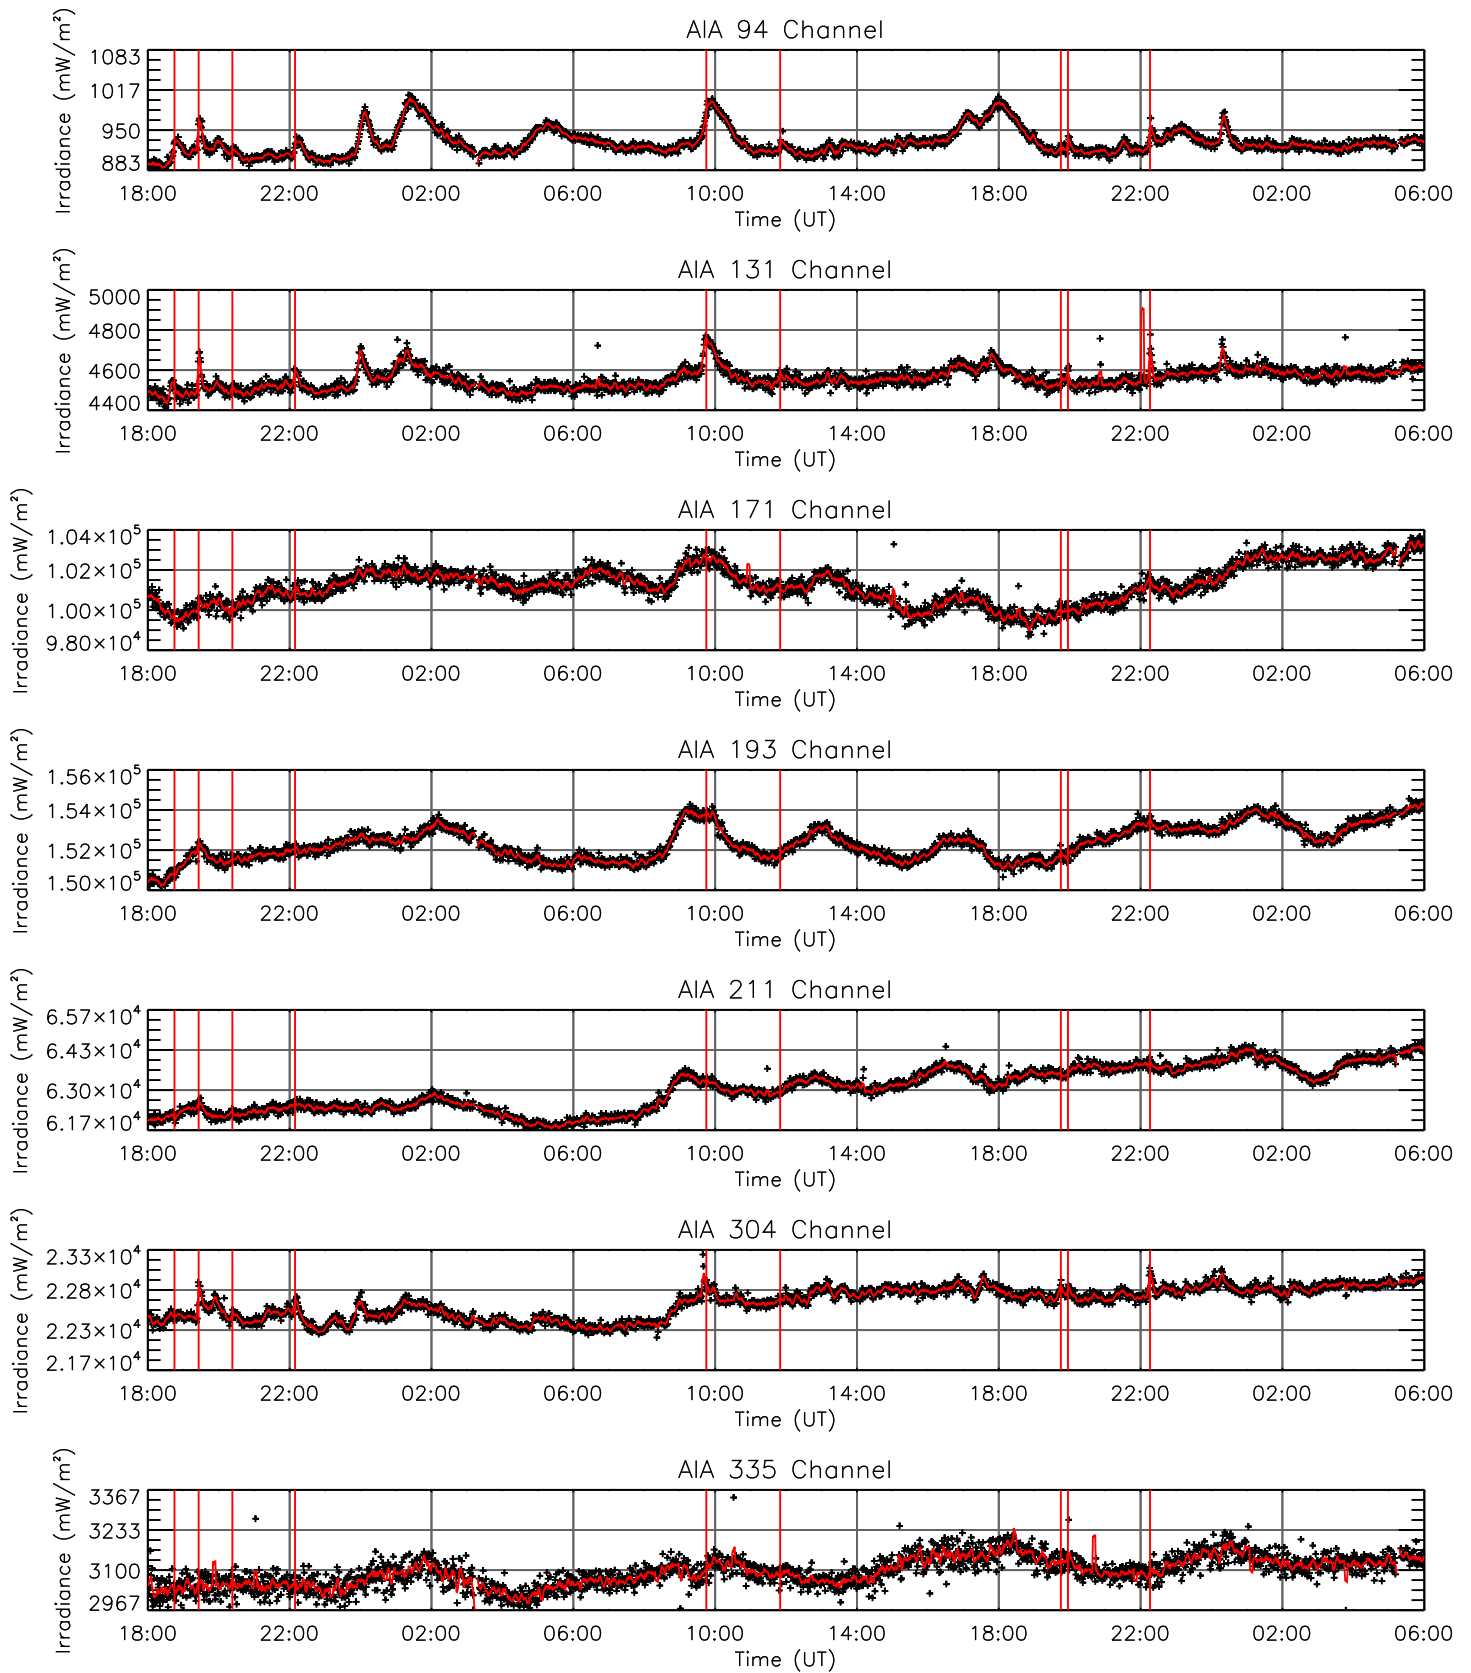 AIA 94 Channel
Irradiance (mW/m²)
1083
1017
950
883
18:00 22:00 02:00 06:00 10:00 14:00 18:00 22:00 02:00 06:00
Time (UT)
AIA 131 Channel
Irradiance (mW/m²)
5000
4800
4600
4400
18:00 22:00 02:00 06:00 10:00 14:00 18:00 22:00 02:00 06:00
Time (UT)
AIA 171 Channel
Irradiance (mW/m²)
1.04×10⁵
1.02×10⁵
1.00×10⁵
9.80×10⁴
18:00 22:00 02:00 06:00 10:00 14:00 18:00 22:00 02:00 06:00
Time (UT)
AIA 193 Channel
Irradiance (mW/m²)
1.56×10⁵
1.54×10⁵
1.52×10⁵
1.50×10⁵
18:00 22:00 02:00 06:00 10:00 14:00 18:00 22:00 02:00 06:00
Time (UT)
AIA 211 Channel
Irradiance (mW/m²)
6.57×10⁴
6.43×10⁴
6.30×10⁴
6.17×10⁴
18:00 22:00 02:00 06:00 10:00 14:00 18:00 22:00 02:00 06:00
Time (UT)
AIA 304 Channel
Irradiance (mW/m²)
2.33×10⁴
2.28×10⁴
2.23×10⁴
2.17×10⁴
18:00 22:00 02:00 06:00 10:00 14:00 18:00 22:00 02:00 06:00
Time (UT)
AIA 335 Channel
Irradiance (mW/m²)
3367
3233
3100
2967
18:00 22:00 02:00 06:00 10:00 14:00 18:00 22:00 02:00 06:00
Time (UT)